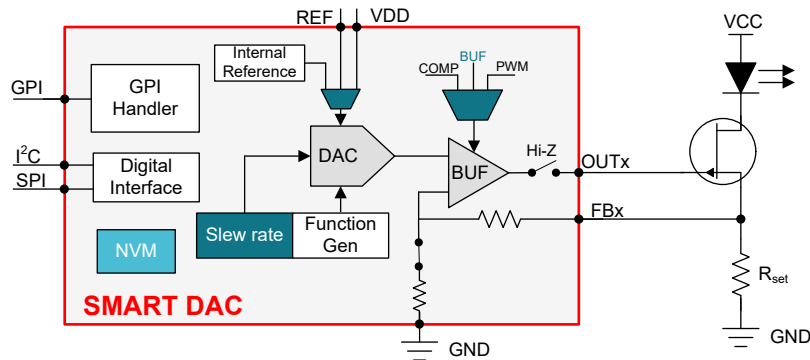 REF
VDD
VCC
Internal
Reference
COMP
BUF
PWM
GPI
GPI
Handler
Hi-Z
DAC
BUF
OUTx
I²C
SPI
Digital
Interface
FBx
Slew rate
Function
Gen
NVM
Rset
SMART DAC
GND
GND